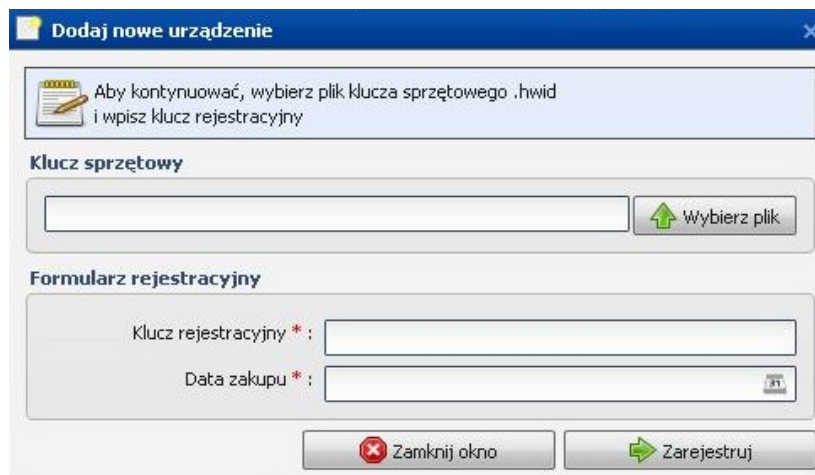 Dodaj nowe urządzenie
Aby kontynuować, wybierz plik klucza sprzętowego .hwid
i wpisz klucz rejestracyjny
Klucz sprzętowy
Wybierz plik
Formularz rejestracyjny
Klucz rejestracyjny * :
Data zakupu * :
31
Zamknij okno
Zarejestruj